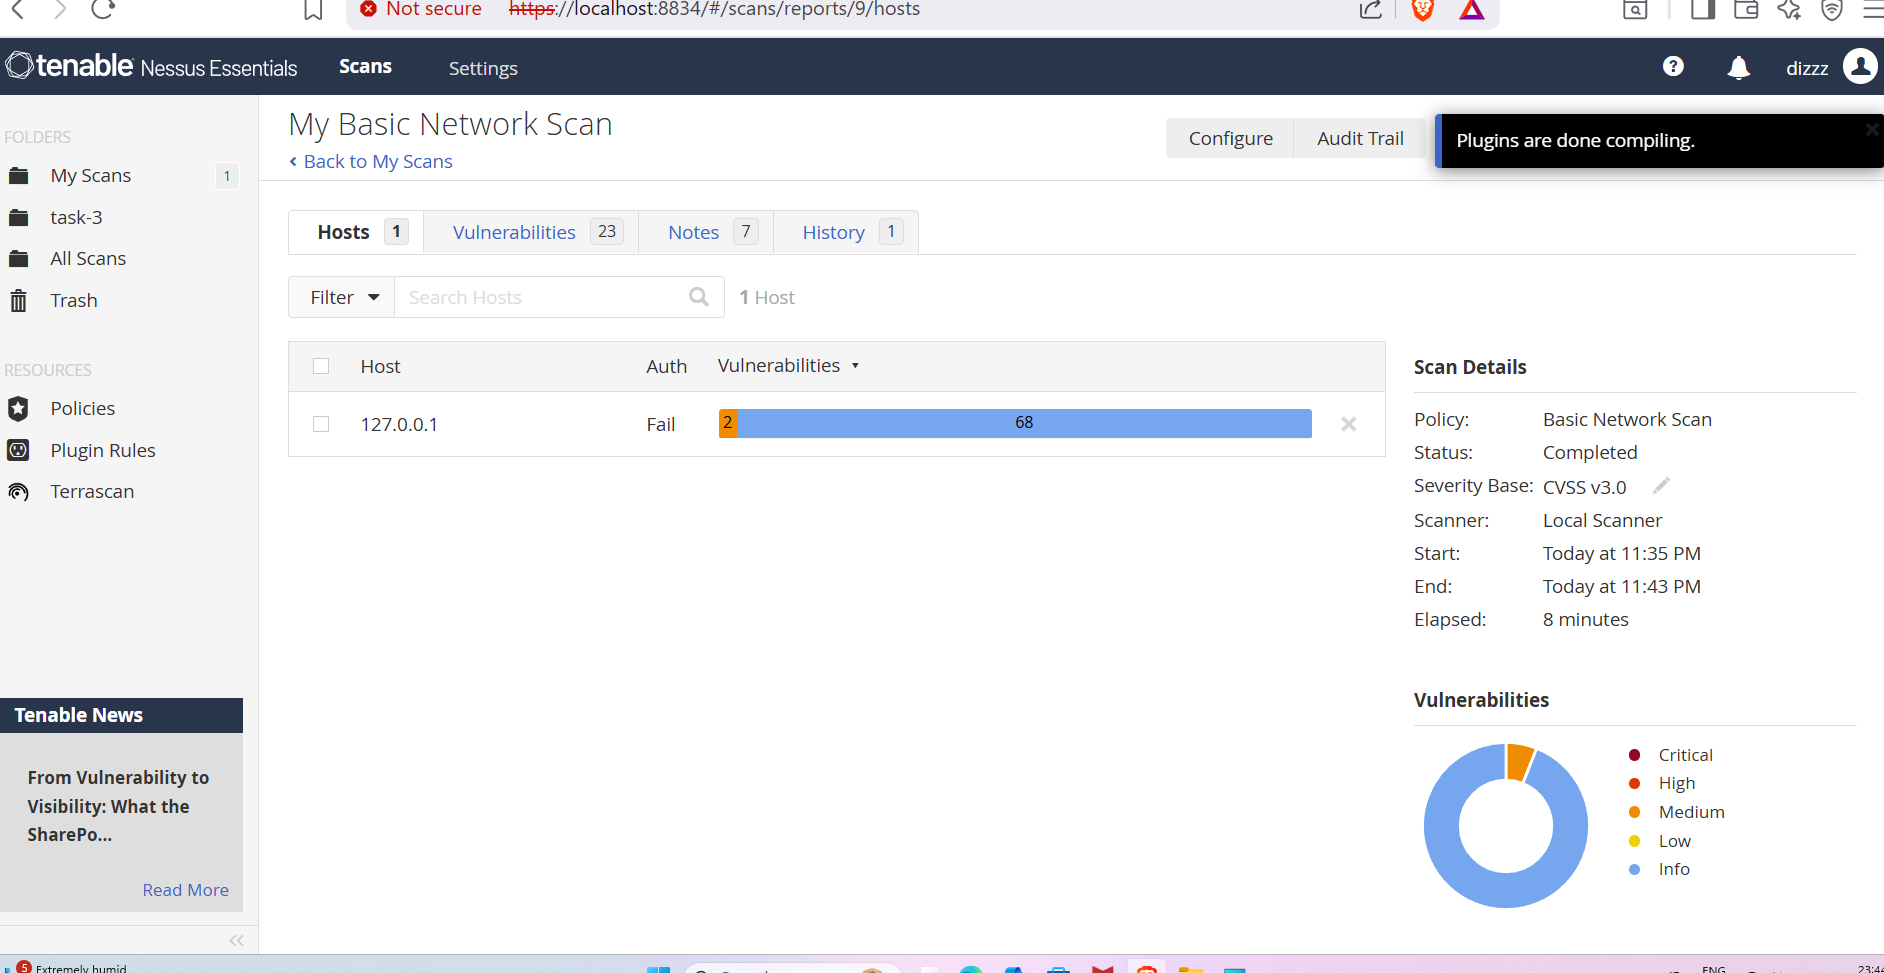 Not secure https://localhost:8834/#/scans/reports/9/hosts
tenable Nessus Essentials Scans Settings dizzz
FOLDERS
My Scans 1
task-3
All Scans
Trash
RESOURCES
Policies
Plugin Rules
Terrascan
Tenable News
From Vulnerability to
Visibility: What the
SharePo...
Read More
My Basic Network Scan
Back to My Scans
Configure Audit Trail
Plugins are done compiling.
Hosts 1 Vulnerabilities 23 Notes 7 History 1
Filter Search Hosts 1 Host
Host Auth Vulnerabilities
127.0.0.1 Fail 2 68
Scan Details
Policy: Basic Network Scan
Status: Completed
Severity Base: CVSS v3.0
Scanner: Local Scanner
Start: Today at 11:35 PM
End: Today at 11:43 PM
Elapsed: 8 minutes
Vulnerabilities
Critical
High
Medium
Low
Info
5 Extremely humid
ENG
23:44